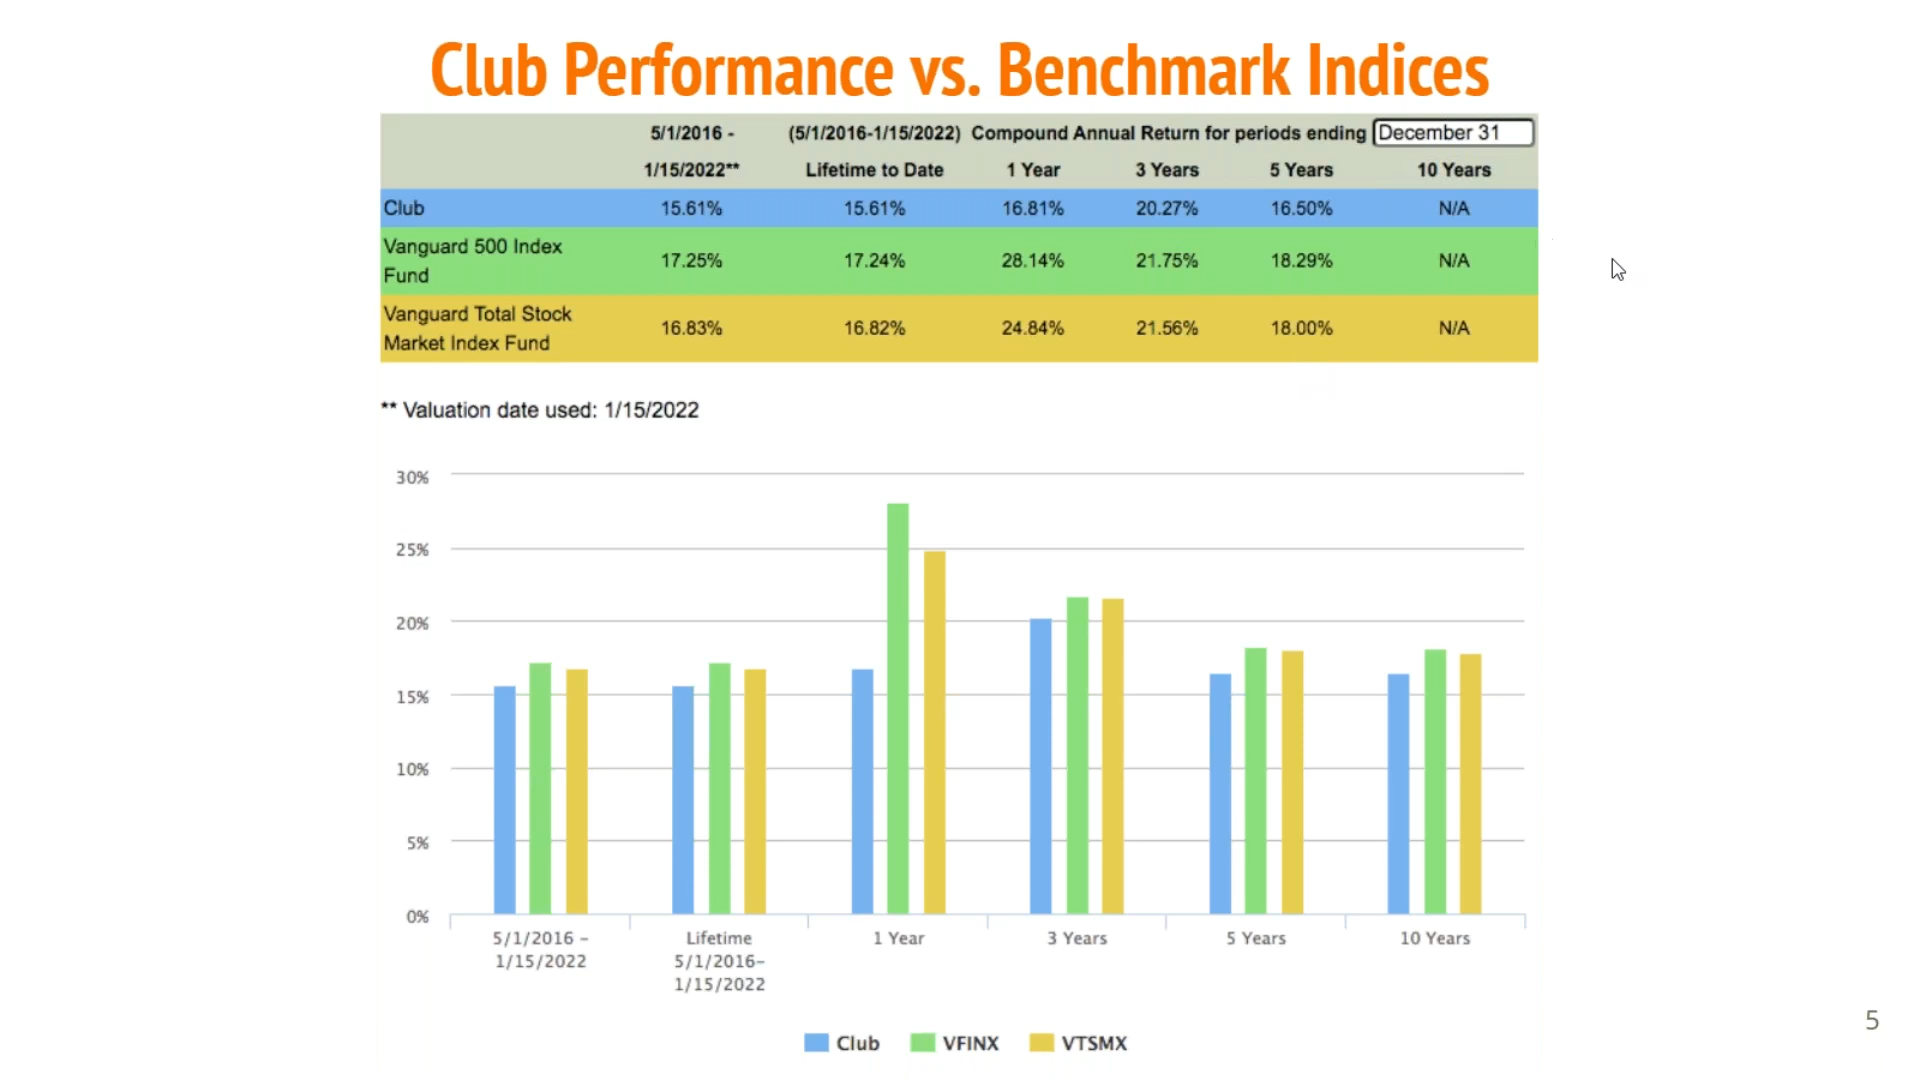 Club Performance vs. Benchmark Indices
5/1/2016 - (5/1/2016-1/15/2022) Compound Annual Return for periods ending December 31
1/15/2022** Lifetime to Date 1 Year 3 Years 5 Years 10 Years
Club 15.61% 15.61% 16.81% 20.27% 16.50% N/A
Vanguard 500 Index
Fund 17.25% 17.24% 28.14% 21.75% 18.29% N/A
Vanguard Total Stock
Market Index Fund 16.83% 16.82% 24.84% 21.56% 18.00% N/A
** Valuation date used: 1/15/2022
30%
25%
20%
15%
10%
5%
0%
5/1/2016 – Lifetime 1 Year 3 Years 5 Years 10 Years
1/15/2022 5/1/2016–
1/15/2022
Club VFINX VTSMX
5